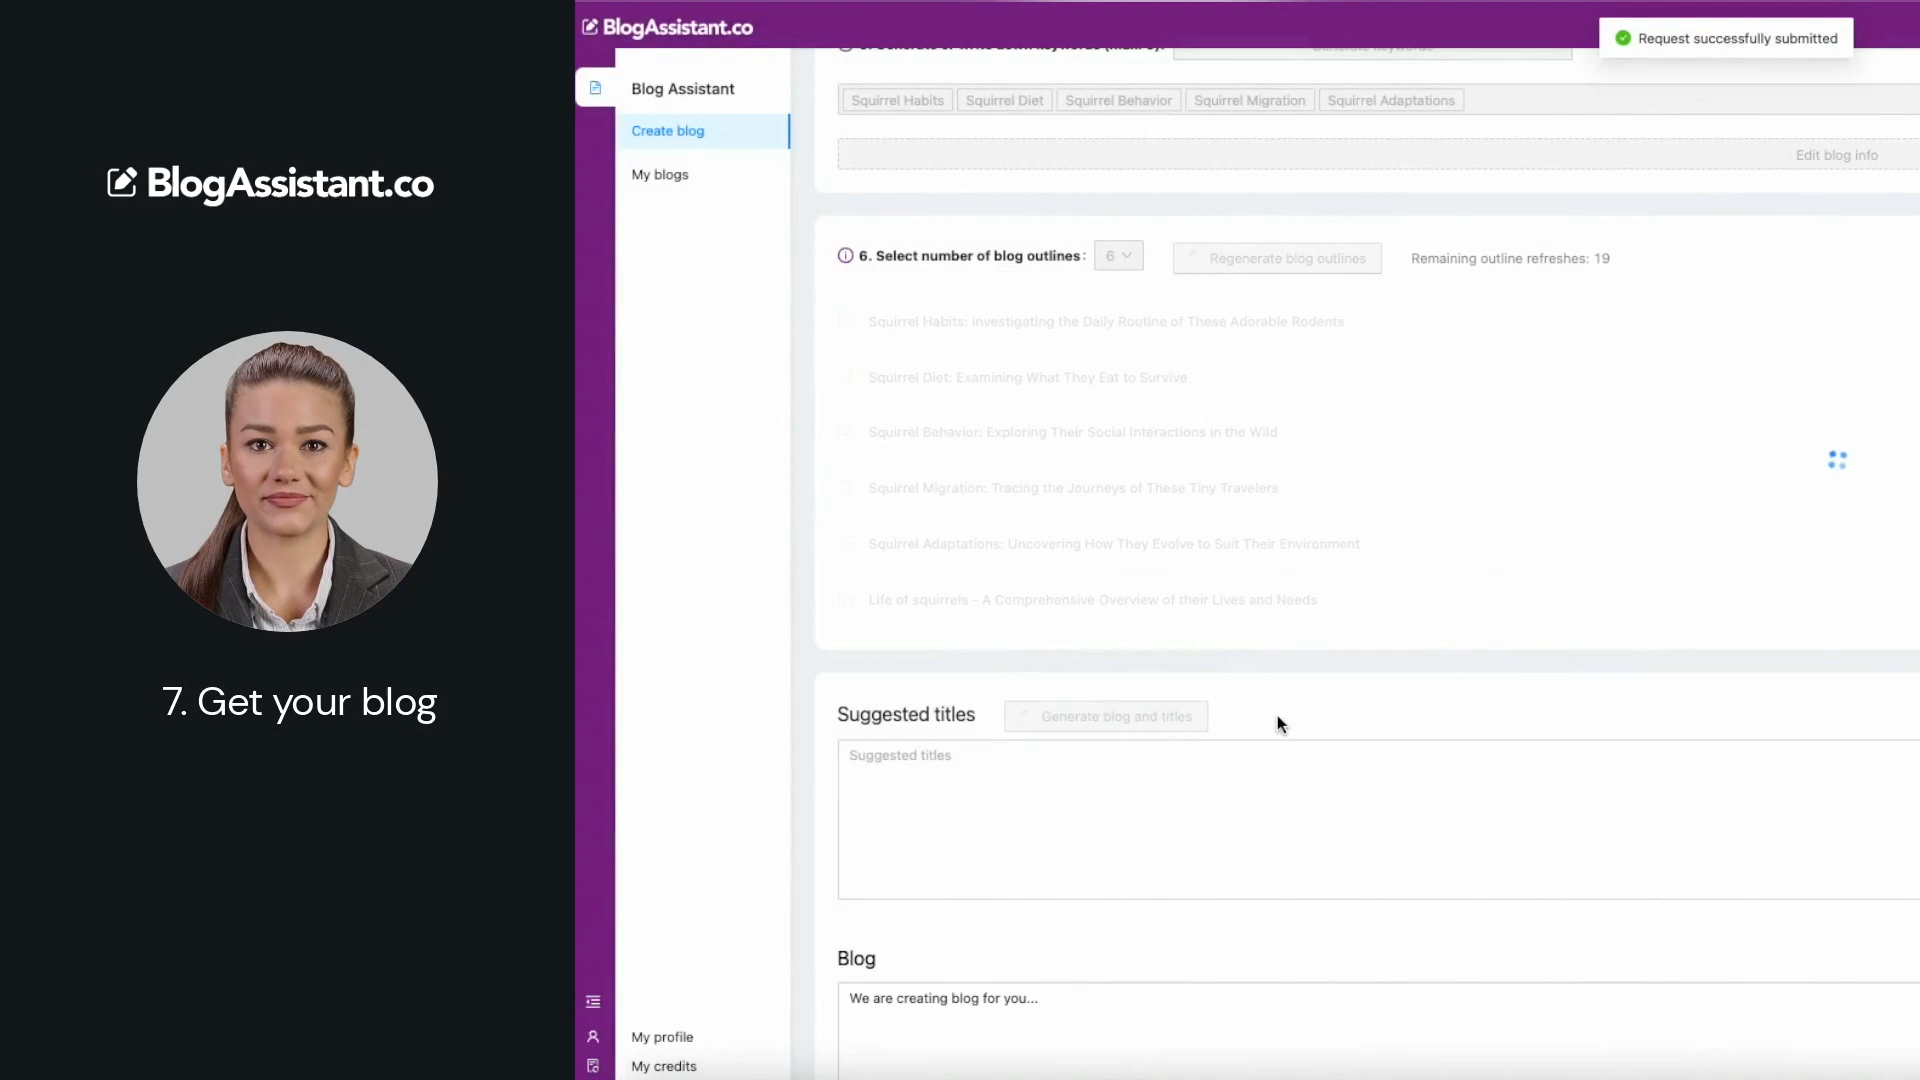 BlogAssistant.co
7. Get your blog
BlogAssistant.co
Request successfully submitted
Blog Assistant
Create blog
My blogs
My profile
My credits
Squirrel Habits
Squirrel Diet
Squirrel Behavior
Squirrel Migration
Squirrel Adaptations
Edit blog info
6. Select number of blog outlines:
6
Regenerate blog outlines
Remaining outline refreshes: 19
Squirrel Habits: Investigating the Daily Routine of These Adorable Rodents
Squirrel Diet: Examining What They Eat to Survive
Squirrel Behavior: Exploring Their Social Interactions in the Wild
Squirrel Migration: Tracing the Journeys of These Tiny Travelers
Squirrel Adaptations: Uncovering How They Evolve to Suit Their Environment
Life of squirrels - A Comprehensive Overview of their Lives and Needs
Suggested titles
Generate blog and titles
Suggested titles
Blog
We are creating blog for you...